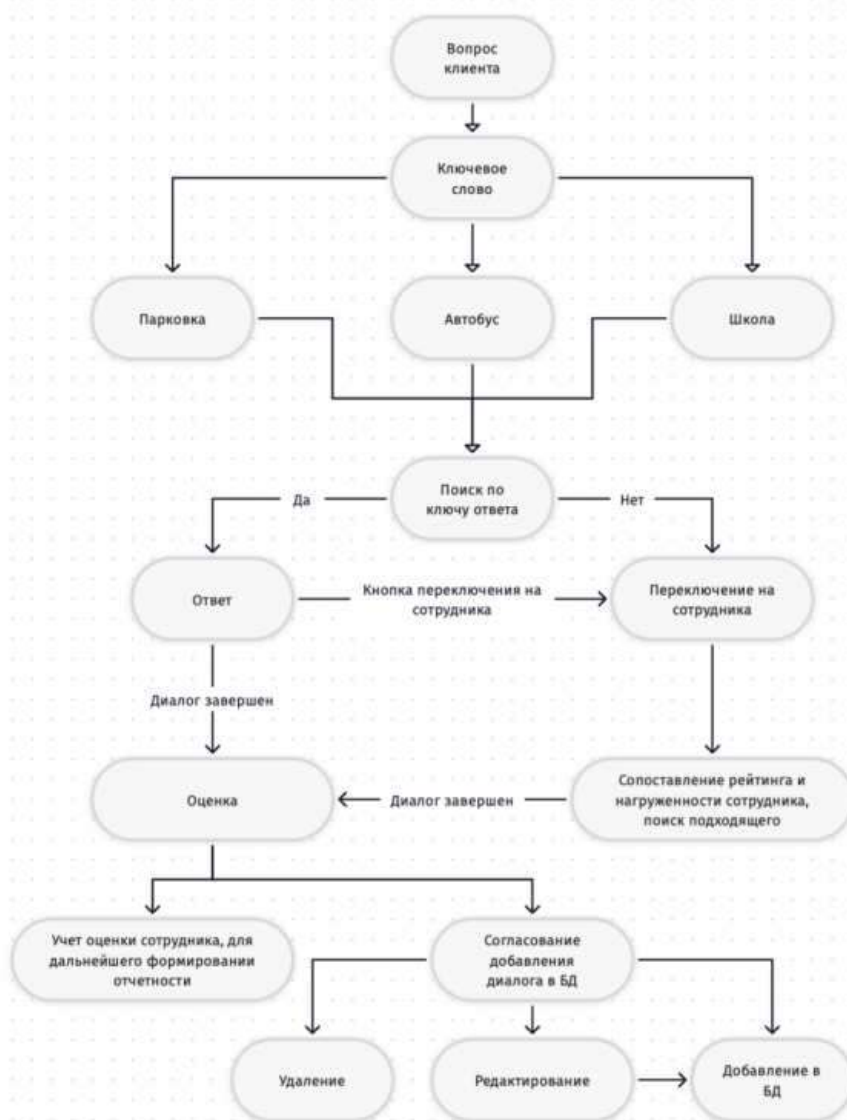 Вопрос
клиента
Ключевое
слово
Парковка
Автобус
Школа
Поиск по
ключу ответа
Да
Нет
Ответ
Кнопка переключения на
сотрудника
Переключение на
сотрудника
Диалог завершен
Оценка
Диалог завершен
Сопоставление рейтинга и
нагруженности сотрудника,
поиск подходящего
Учет оценки сотрудника, для
дальнейшего формировании
отчетности
Согласование
добавления
диалога в БД
Удаление
Редактирование
Добавление в
БД